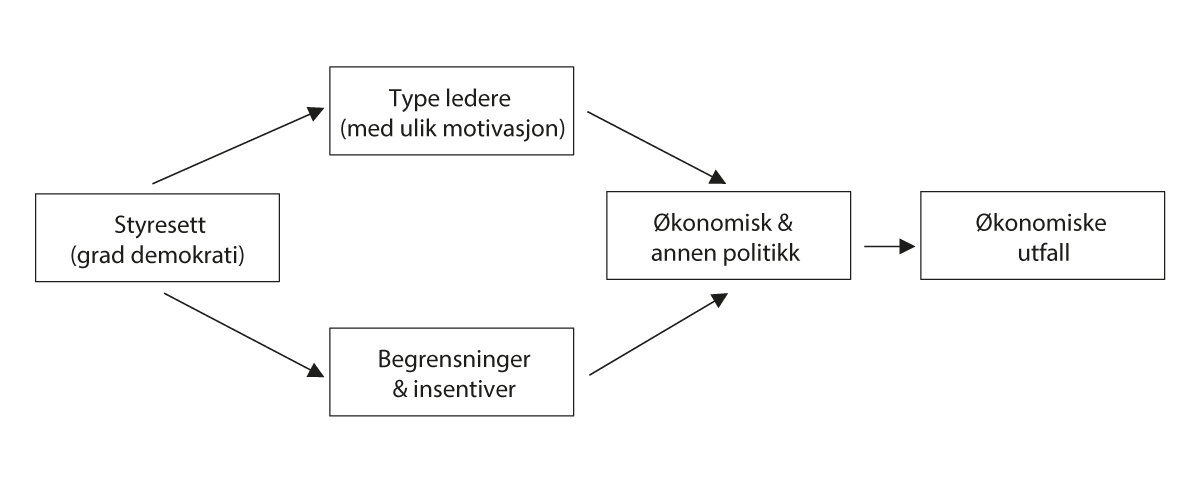 Type ledere
(med ulik motivasjon)
Styresett
(grad demokrati)
Økonomisk &
annen politikk
Økonomiske
utfall
Begrensninger
& insentiver